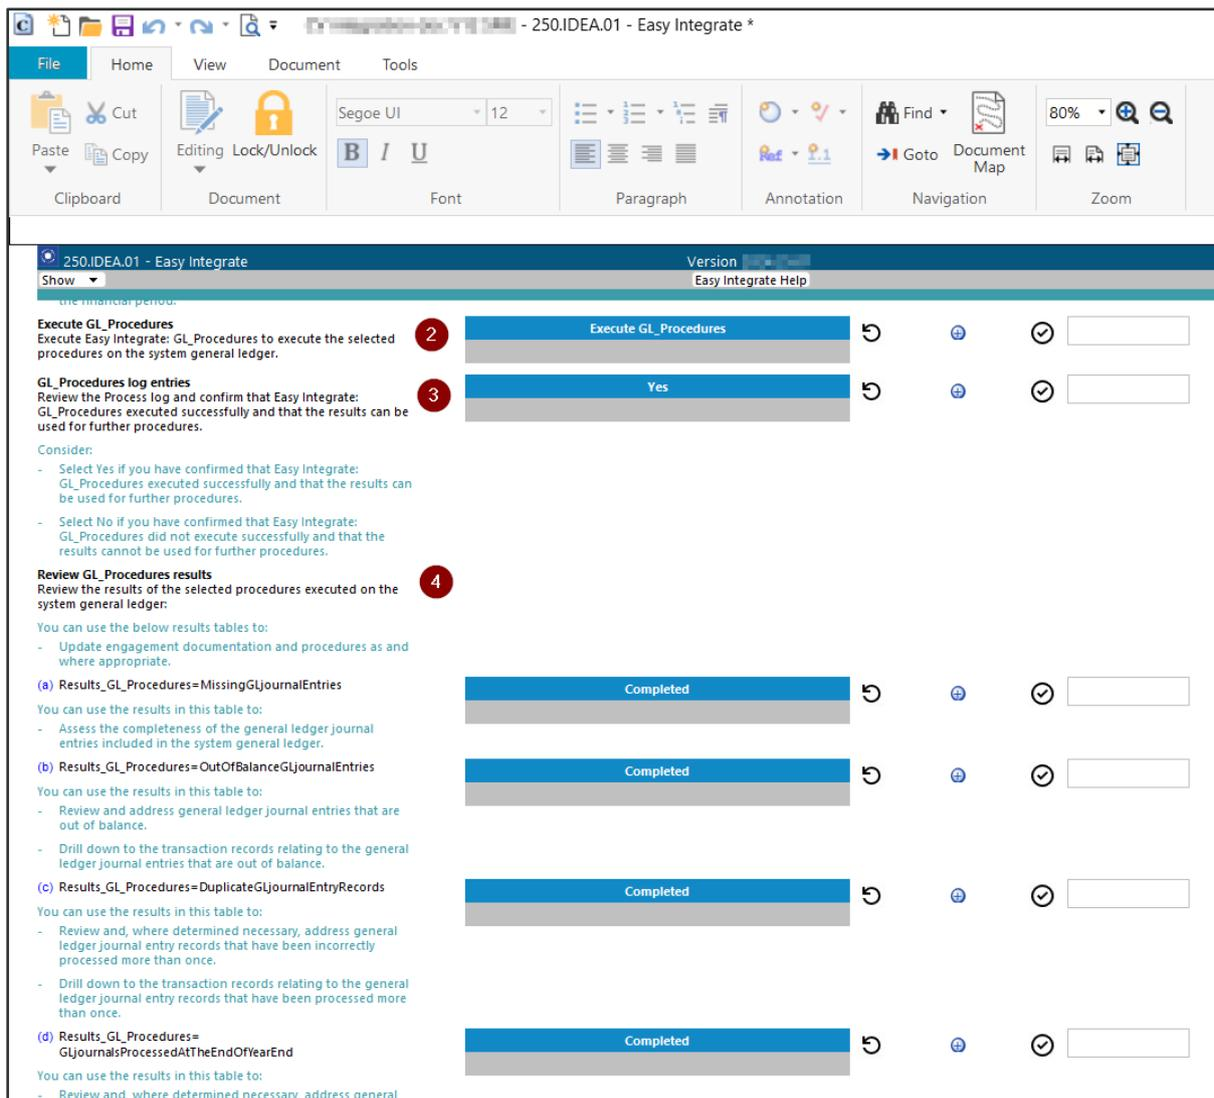 - 250.IDEA.01 - Easy Integrate *
File Home View Document Tools
Paste Cut Copy
Clipboard
Editing Lock/Unlock
Document
Segoe UI 12
B I U
Font
Paragraph
Ref 
Annotation
Find Goto Document Map
Navigation
80%
Zoom
250.IDEA.01 - Easy Integrate Version
Show Easy Integrate Help
the financial period.
Execute GL_Procedures
Execute Easy Integrate: GL_Procedures to execute the selected
procedures on the system general ledger.
2
Execute GL_Procedures
GL_Procedures log entries
Review the Process log and confirm that Easy Integrate:
GL_Procedures executed successfully and that the results can be
used for further procedures.
3
Yes
Consider:
- Select Yes if you have confirmed that Easy Integrate:
GL_Procedures executed successfully and that the results can
be used for further procedures.
- Select No if you have confirmed that Easy Integrate:
GL_Procedures did not execute successfully and that the
results cannot be used for further procedures.
Review GL_Procedures results
Review the results of the selected procedures executed on the
system general ledger:
4
You can use the below results tables to:
- Update engagement documentation and procedures as and
where appropriate.
(a) Results_GL_Procedures=MissingGLjournalEntries
Completed
You can use the results in this table to:
- Assess the completeness of the general ledger journal
entries included in the system general ledger.
(b) Results_GL_Procedures=OutOfBalanceGLjournalEntries
Completed
You can use the results in this table to:
- Review and address general ledger journal entries that are
out of balance.
- Drill down to the transaction records relating to the general
ledger journal entries that are out of balance.
(c) Results_GL_Procedures=DuplicateGLjournalEntryRecords
Completed
You can use the results in this table to:
- Review and, where determined necessary, address general
ledger journal entry records that have been incorrectly
processed more than once.
- Drill down to the transaction records relating to the general
ledger journal entry records that have been processed more
than once.
(d) Results_GL_Procedures=
GLjournalsProcessedAtTheEndOfYearEnd
Completed
You can use the results in this table to:
- Review and, where determined necessary, address general